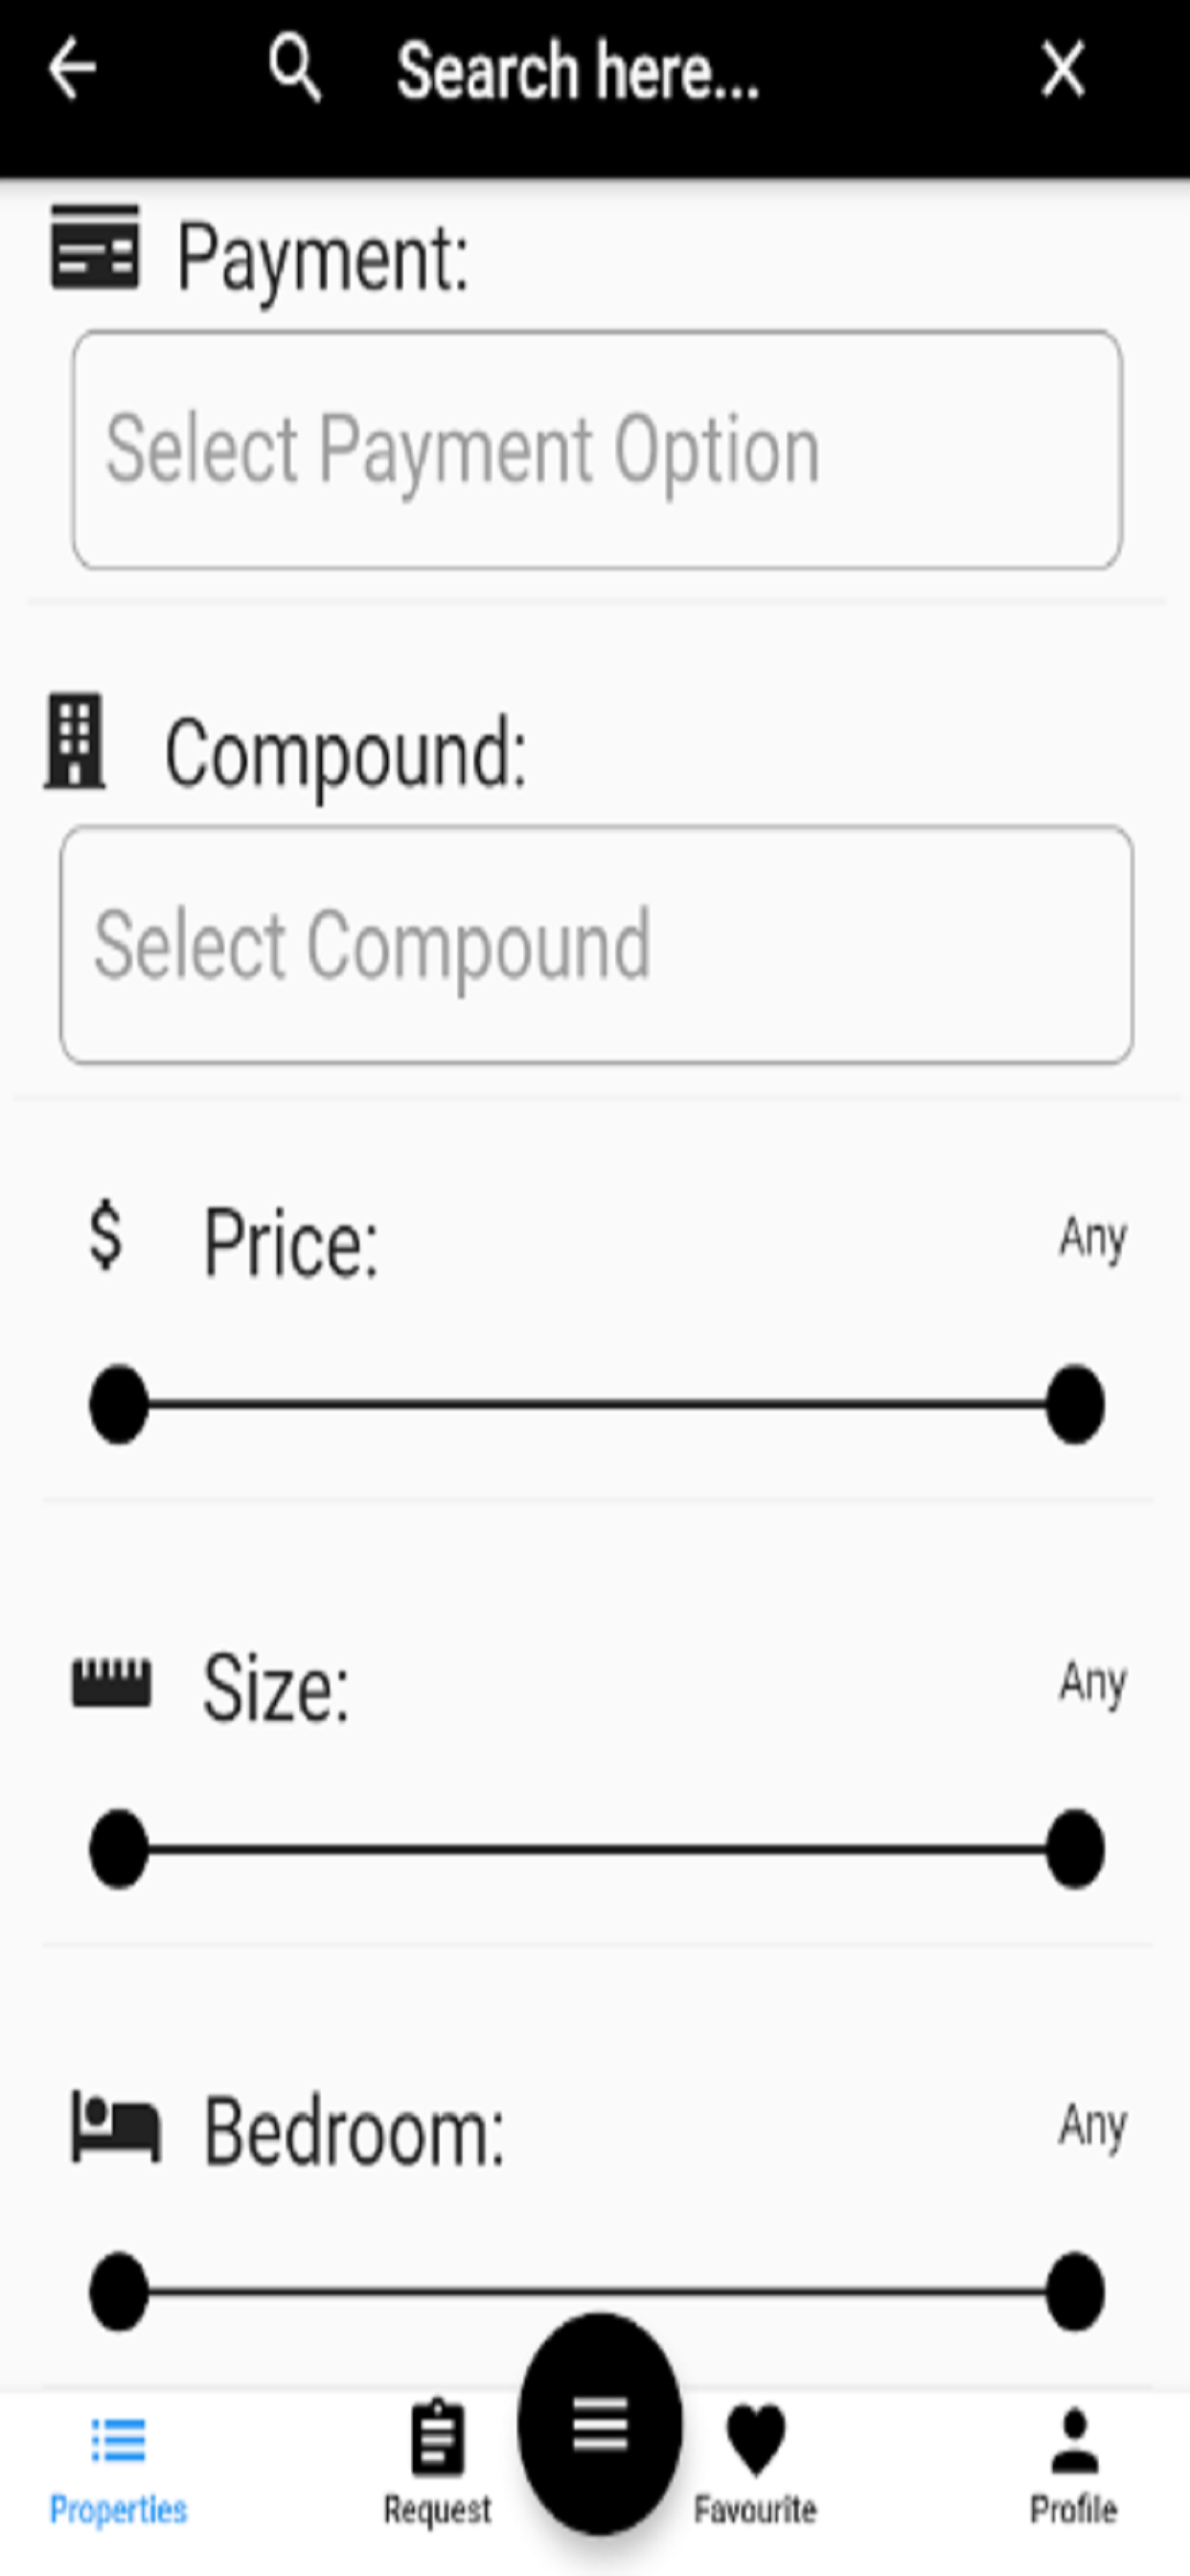 Search here...
Payment:
Select Payment Option
Compound:
Select Compound
$ Price: Any
Size: Any
Bedroom: Any
Properties Request Favourite Profile